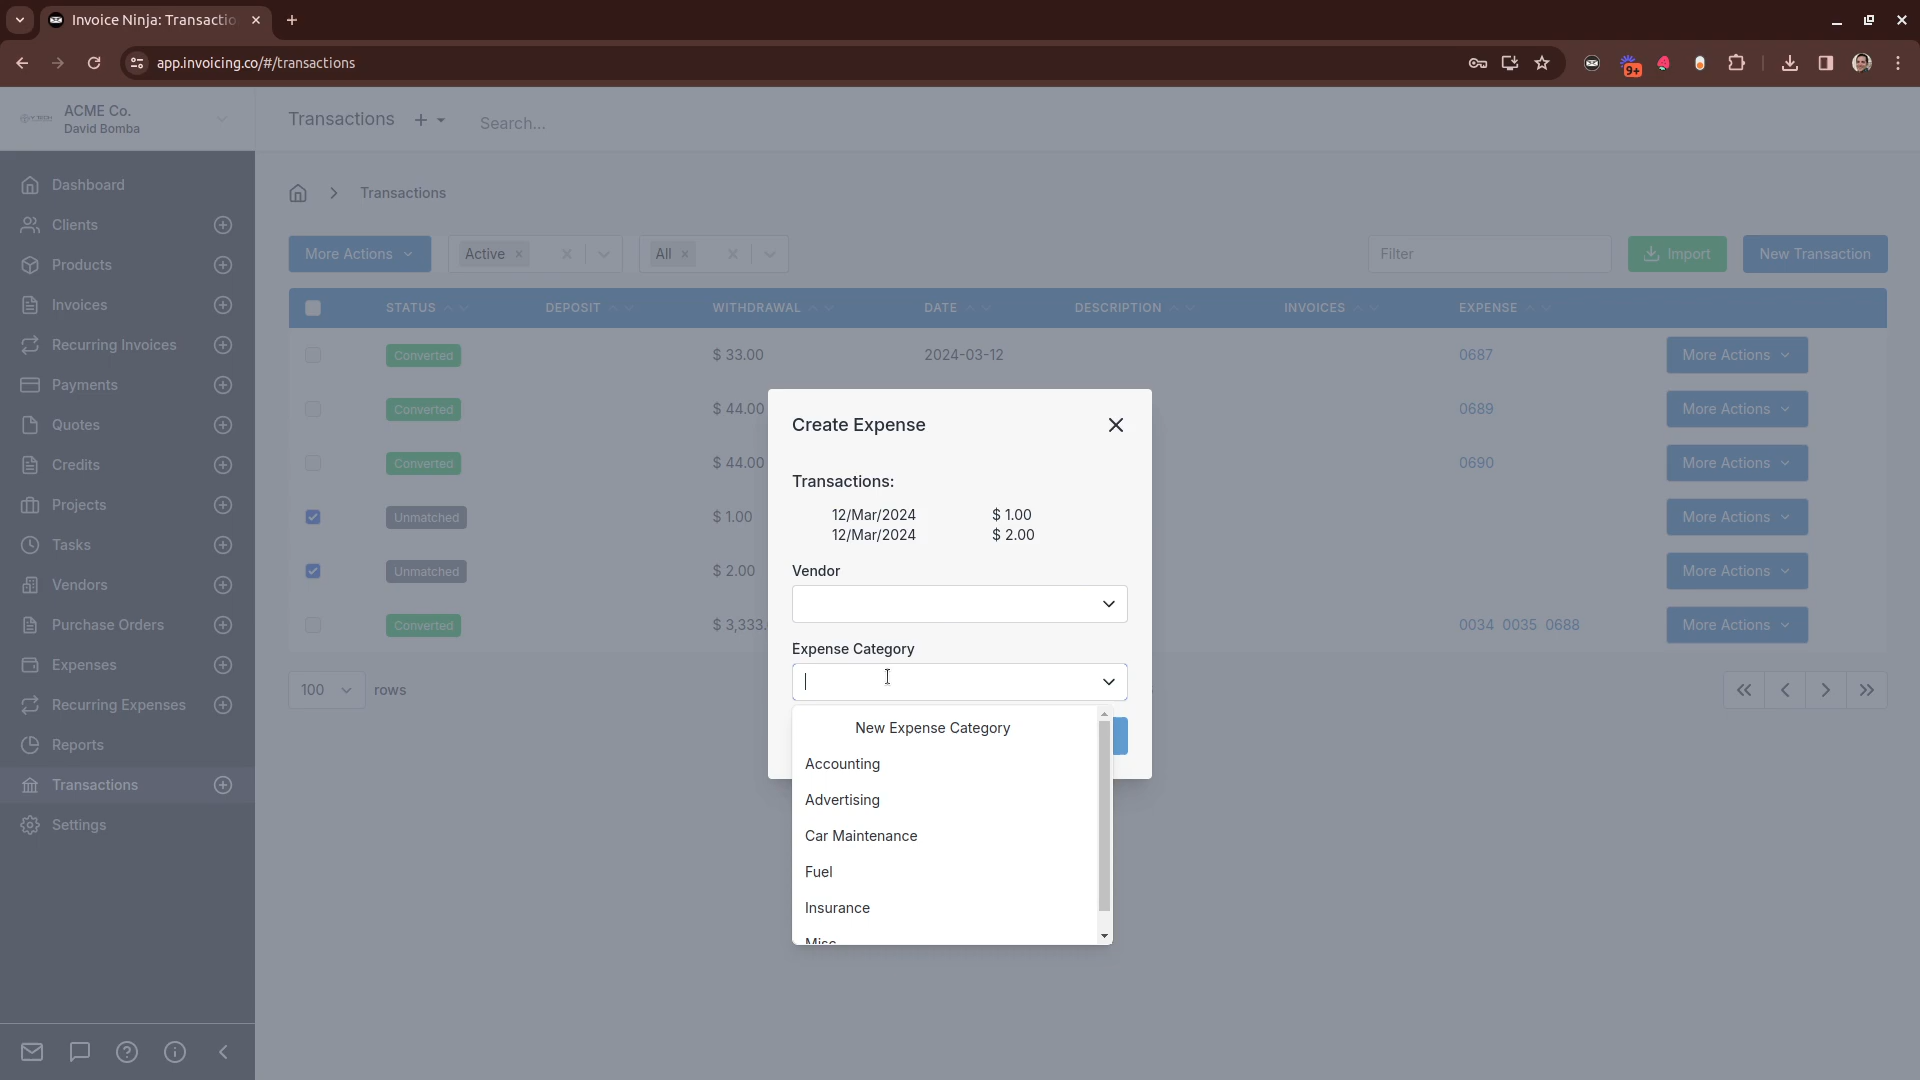 Invoice Ninja: Transactio
app.invoicing.co/#/transactions
9+
ACME Co.
David Bomba
Transactions
Search...
Dashboard
Clients
Products
Invoices
Recurring Invoices
Payments
Quotes
Credits
Projects
Tasks
Vendors
Purchase Orders
Expenses
Recurring Expenses
Reports
Transactions
Settings
Transactions
More Actions Active All Filter Import New Transaction
STATUS DEPOSIT WITHDRAWAL DATE DESCRIPTION INVOICES EXPENSE
Converted $ 33.00 2024-03-12 0687 More Actions
Converted $ 44.00 0689 More Actions
Converted $ 44.00 0690 More Actions
Unmatched $ 1.00 More Actions
Unmatched $ 2.00 More Actions
Converted $ 3,333. 0034 0035 0688 More Actions
100 rows
Create Expense
Transactions:
12/Mar/2024 $ 1.00
12/Mar/2024 $ 2.00
Vendor
Expense Category
New Expense Category
Accounting
Advertising
Car Maintenance
Fuel
Insurance
Misc